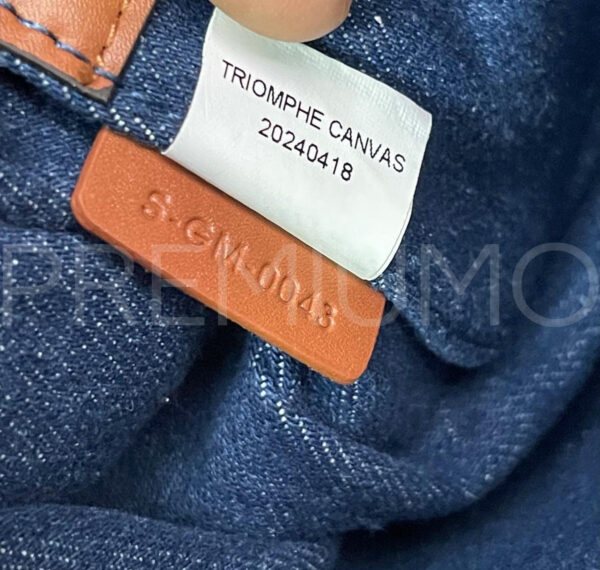 TRIOMPHE CANVAS
20240418
S-GM-0043
PREMIUMO